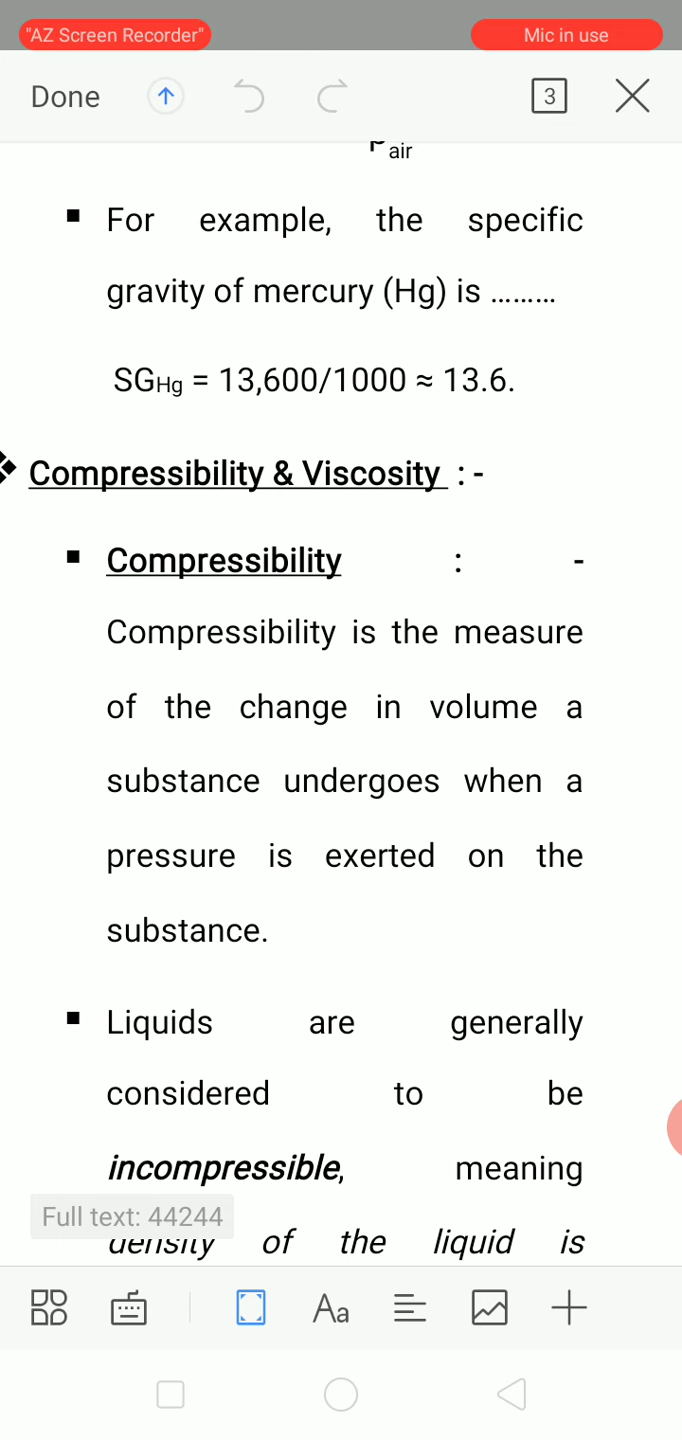 "AZ Screen Recorder"
Mic in use
Done
3
air
For example, the specific
gravity of mercury (Hg) is .........
SGHg = 13,600/1000 ≈ 13.6.
Compressibility & Viscosity : -
Compressibility : -
Compressibility is the measure
of the change in volume a
substance undergoes when a
pressure is exerted on the
substance.
Liquids are generally
considered to be
incompressible, meaning
Full text: 44244
density of the liquid is
Aa